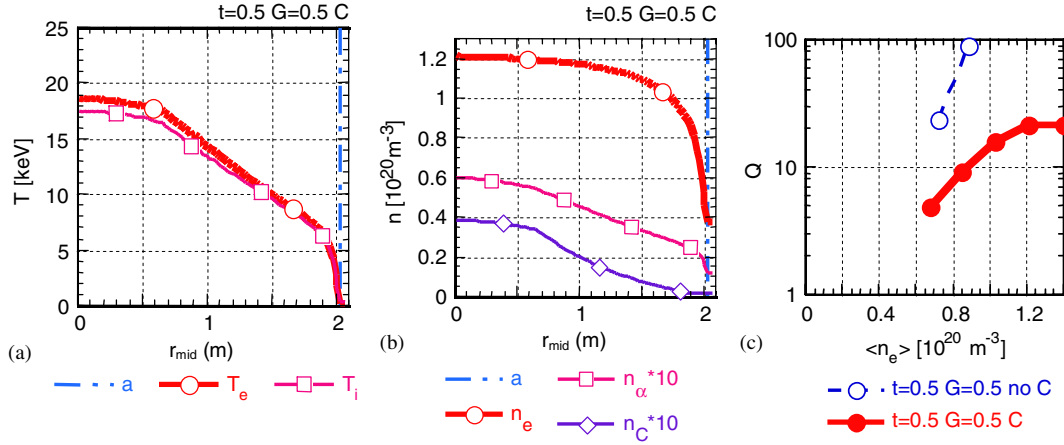 t=0.5 G=0.5 C
25
20
15
10
5
0
T [keV]
0
1
2
r_mid (m)
(a)
a
T_e
T_i
t=0.5 G=0.5 C
1.2
1
0.8
0.6
0.4
0.2
0
n [10^20 m^-3]
0
1
2
r_mid (m)
(b)
a
n_α*10
n_e
n_C*10
100
10
1
Q
0
0.4
0.6
0.8
1.2
<n_e> [10^20 m^-3]
(c)
t=0.5 G=0.5 no C
t=0.5 G=0.5 C